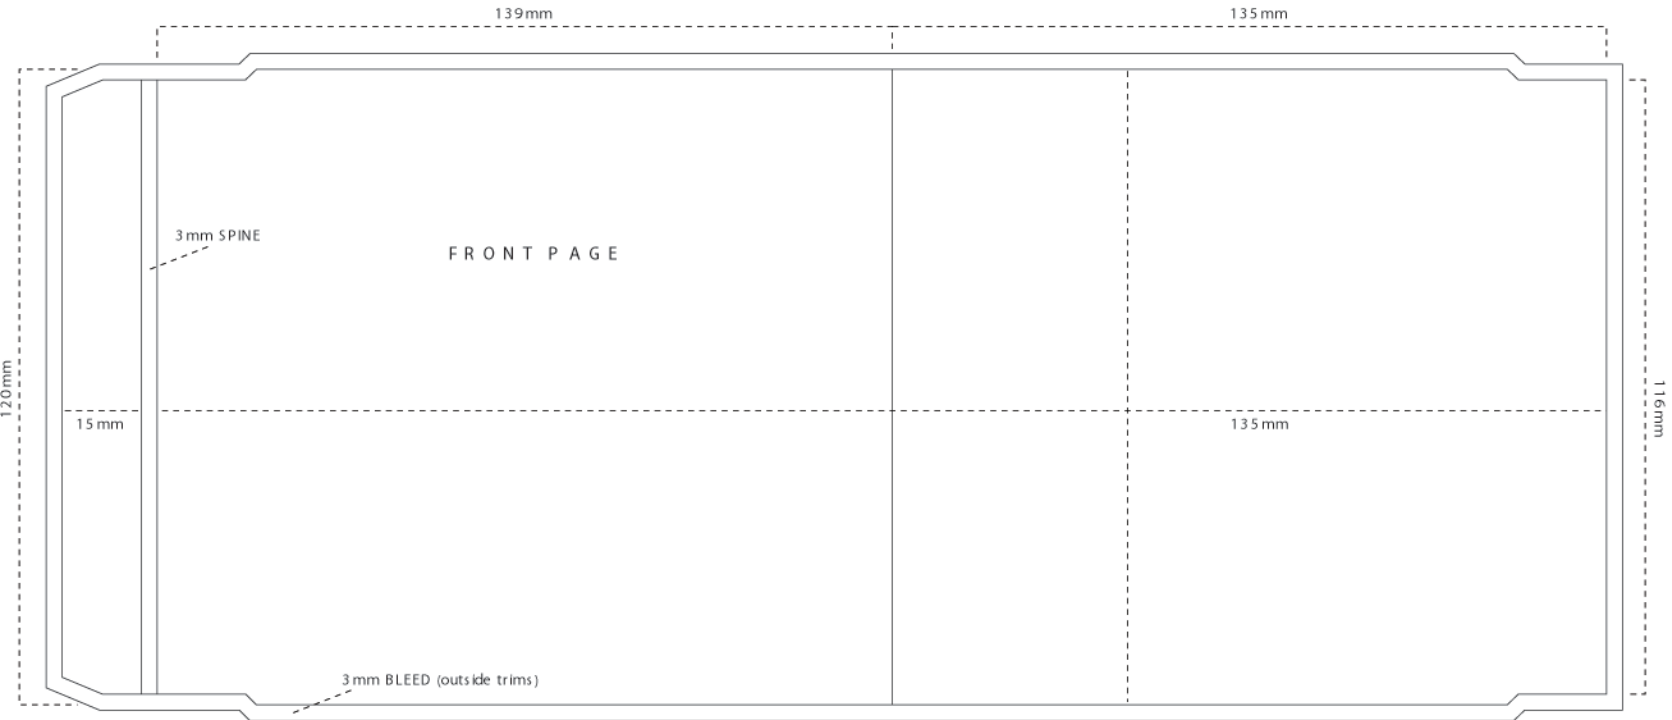 139mm
135mm
3mm SPINE
FRONT PAGE
120mm
116mm
15mm
135mm
3mm BLEED (outside trims)